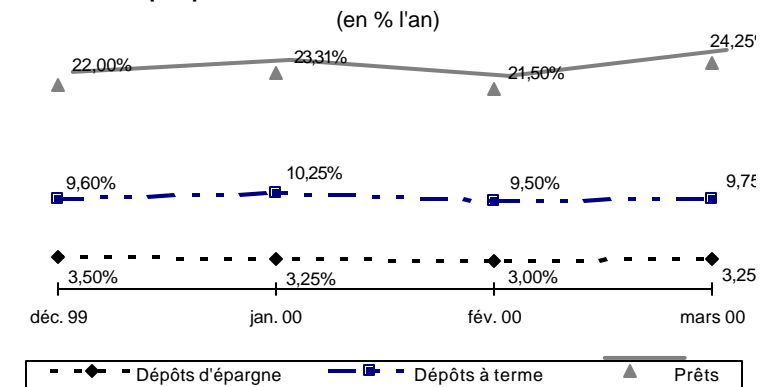 (en % l'an)
24,25%
22,00% 23,31% 21,50%
9,60% 10,25% 9,50% 9,75
3,50% 3,25% 3,00% 3,25
déc. 99 jan. 00 fév. 00 mars 00
Dépôts d'épargne Dépôts à terme Prêts